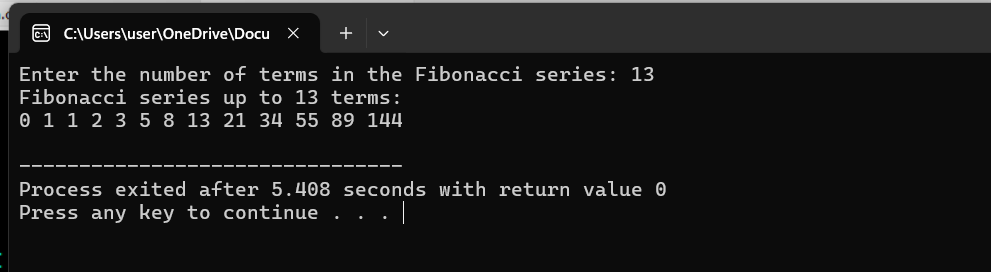 C:\Users\user\OneDrive\Docu
Enter the number of terms in the Fibonacci series: 13
Fibonacci series up to 13 terms:
0 1 1 2 3 5 8 13 21 34 55 89 144
--------------------------------
Process exited after 5.408 seconds with return value 0
Press any key to continue . . .